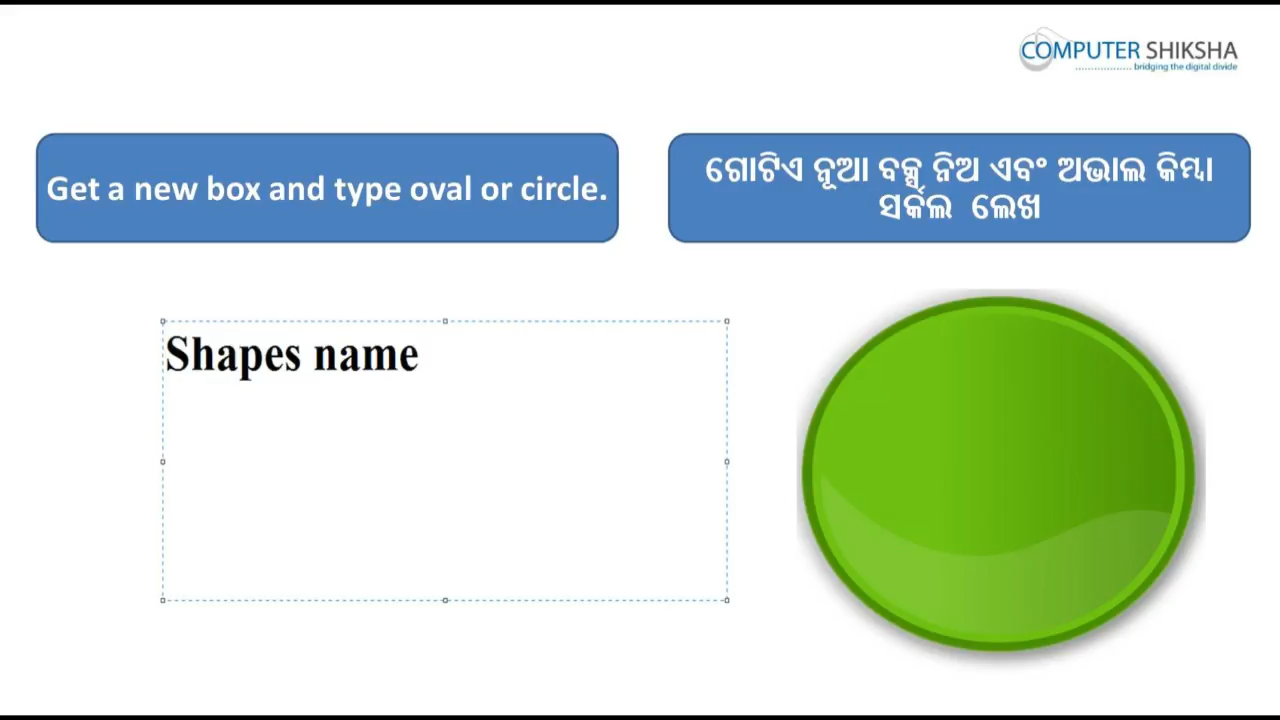 COMPUTER SHIKSHA
bridging the digital divide
Get a new box and type oval or circle.
ଗୋଟିଏ ନୂଆ ବକ୍ସ ନିଅ ଏବଂ ଅଭାଲ କିମ୍ବା
ସର୍କଲ ଲେଖ
Shapes name